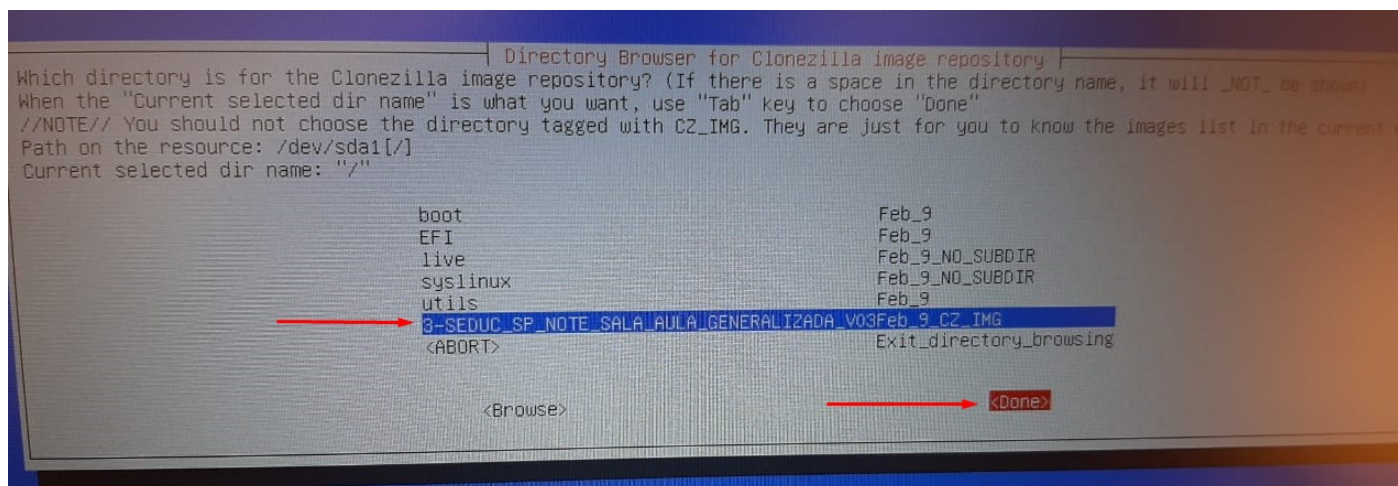 Directory Browser for Clonezilla image repository
Which directory is for the Clonezilla image repository? (If there is a space in the directory name, it will _NOT_ be shown)
When the "Current selected dir name" is what you want, use "Tab" key to choose "Done"
//NOTE// You should not choose the directory tagged with CZ_IMG. They are just for you to know the images list in the current
Path on the resource: /dev/sda1[/]
Current selected dir name: "/"
boot Feb_9
EFI Feb_9
live Feb_9_NO_SUBDIR
syslinux Feb_9_NO_SUBDIR
utils Feb_9
3-SEDUC_SP_NOTE_SALA_AULA_GENERALIZADA_V03Feb_9_CZ_IMG
<ABORT> Exit_directory_browsing
<Browse> <Done>